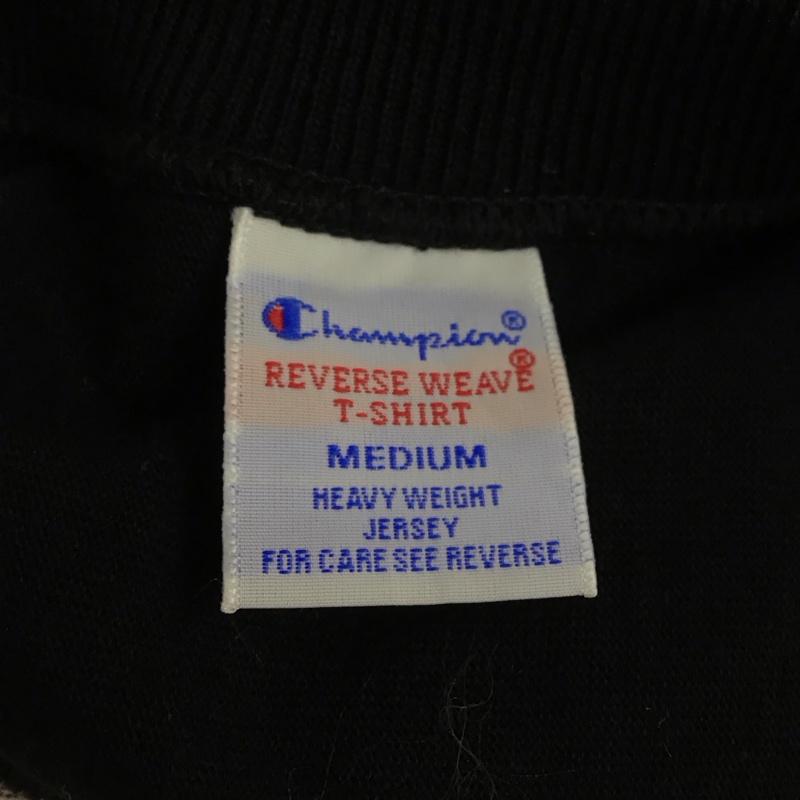 Champion®
REVERSE WEAVE®
T-SHIRT
MEDIUM
HEAVY WEIGHT
JERSEY
FOR CARE SEE REVERSE